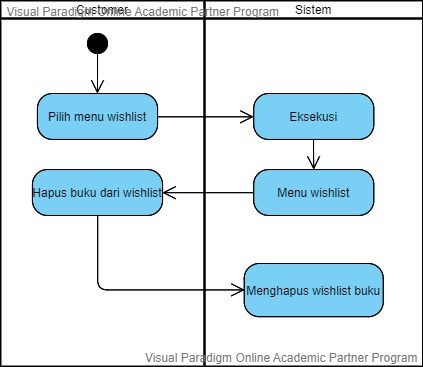 Visual Paradigm Online Academic Partner Program
Customer
Sistem
Pilih menu wishlist
Eksekusi
Hapus buku dari wishlist
Menu wishlist
Menghapus wishlist buku
Visual Paradigm Online Academic Partner Program